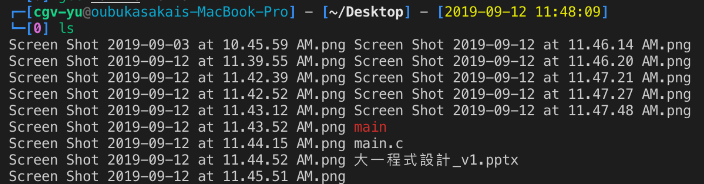 ┌─[cgv-yu@oubukasakais-MacBook-Pro] - [~/Desktop] - [2019-09-12 11:48:09]
└─[0] ls
Screen Shot 2019-09-03 at 10.45.59 AM.png Screen Shot 2019-09-12 at 11.46.14 AM.png
Screen Shot 2019-09-12 at 11.39.55 AM.png Screen Shot 2019-09-12 at 11.46.20 AM.png
Screen Shot 2019-09-12 at 11.42.39 AM.png Screen Shot 2019-09-12 at 11.47.21 AM.png
Screen Shot 2019-09-12 at 11.42.52 AM.png Screen Shot 2019-09-12 at 11.47.27 AM.png
Screen Shot 2019-09-12 at 11.43.12 AM.png Screen Shot 2019-09-12 at 11.47.48 AM.png
Screen Shot 2019-09-12 at 11.43.52 AM.png main
Screen Shot 2019-09-12 at 11.44.15 AM.png main.c
Screen Shot 2019-09-12 at 11.44.52 AM.png 大一程式設計_v1.pptx
Screen Shot 2019-09-12 at 11.45.51 AM.png